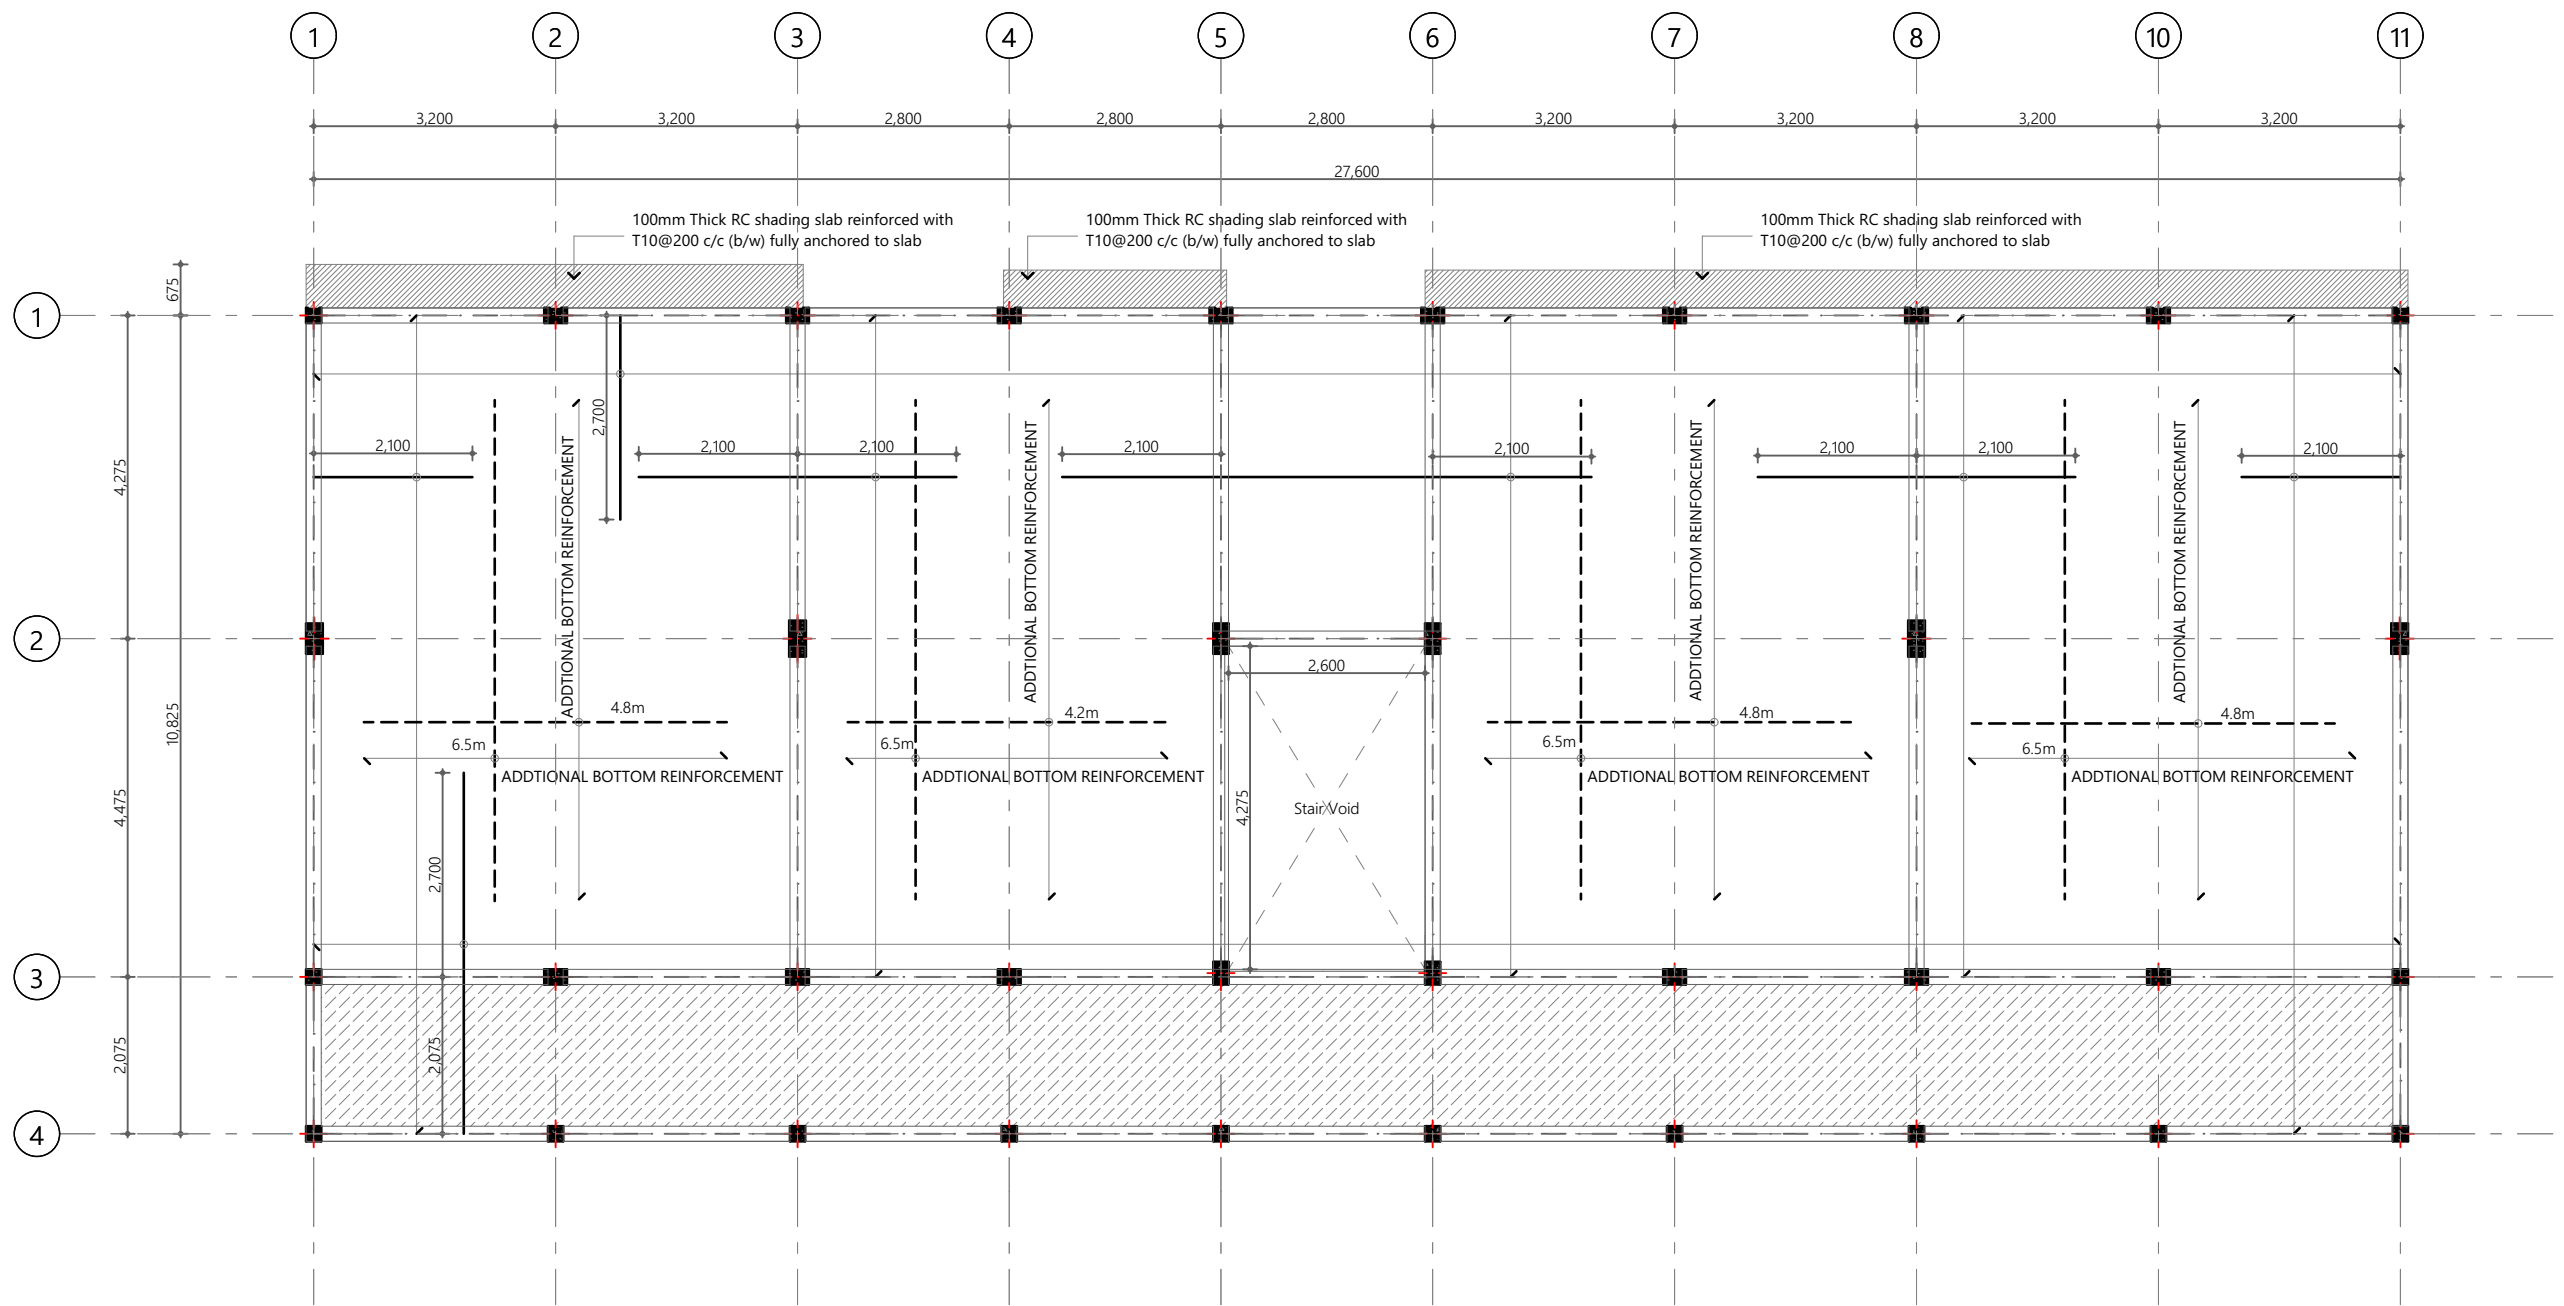 1 2 3 4 5 6 7 8 10 11
3,200 3,200 2,800 2,800 2,800 3,200 3,200 3,200 3,200
27,600
100mm Thick RC shading slab reinforced with
T10@200 c/c (b/w) fully anchored to slab
100mm Thick RC shading slab reinforced with
T10@200 c/c (b/w) fully anchored to slab
100mm Thick RC shading slab reinforced with
T10@200 c/c (b/w) fully anchored to slab
675
1
2,700
2,100 2,100 2,100 2,100 2,100 2,100 2,100 2,100
4,275
ADDTIONAL BOTTOM REINFORCEMENT
ADDTIONAL BOTTOM REINFORCEMENT
ADDTIONAL BOTTOM REINFORCEMENT
ADDTIONAL BOTTOM REINFORCEMENT
2
2,600
10,825
4.8m 4.2m 4.8m 4.8m
6.5m 6.5m 6.5m 6.5m
ADDTIONAL BOTTOM REINFORCEMENT
ADDTIONAL BOTTOM REINFORCEMENT
ADDTIONAL BOTTOM REINFORCEMENT
ADDTIONAL BOTTOM REINFORCEMENT
4,475
4,275
Stair Void
2,700
3
2,075
2,075
4